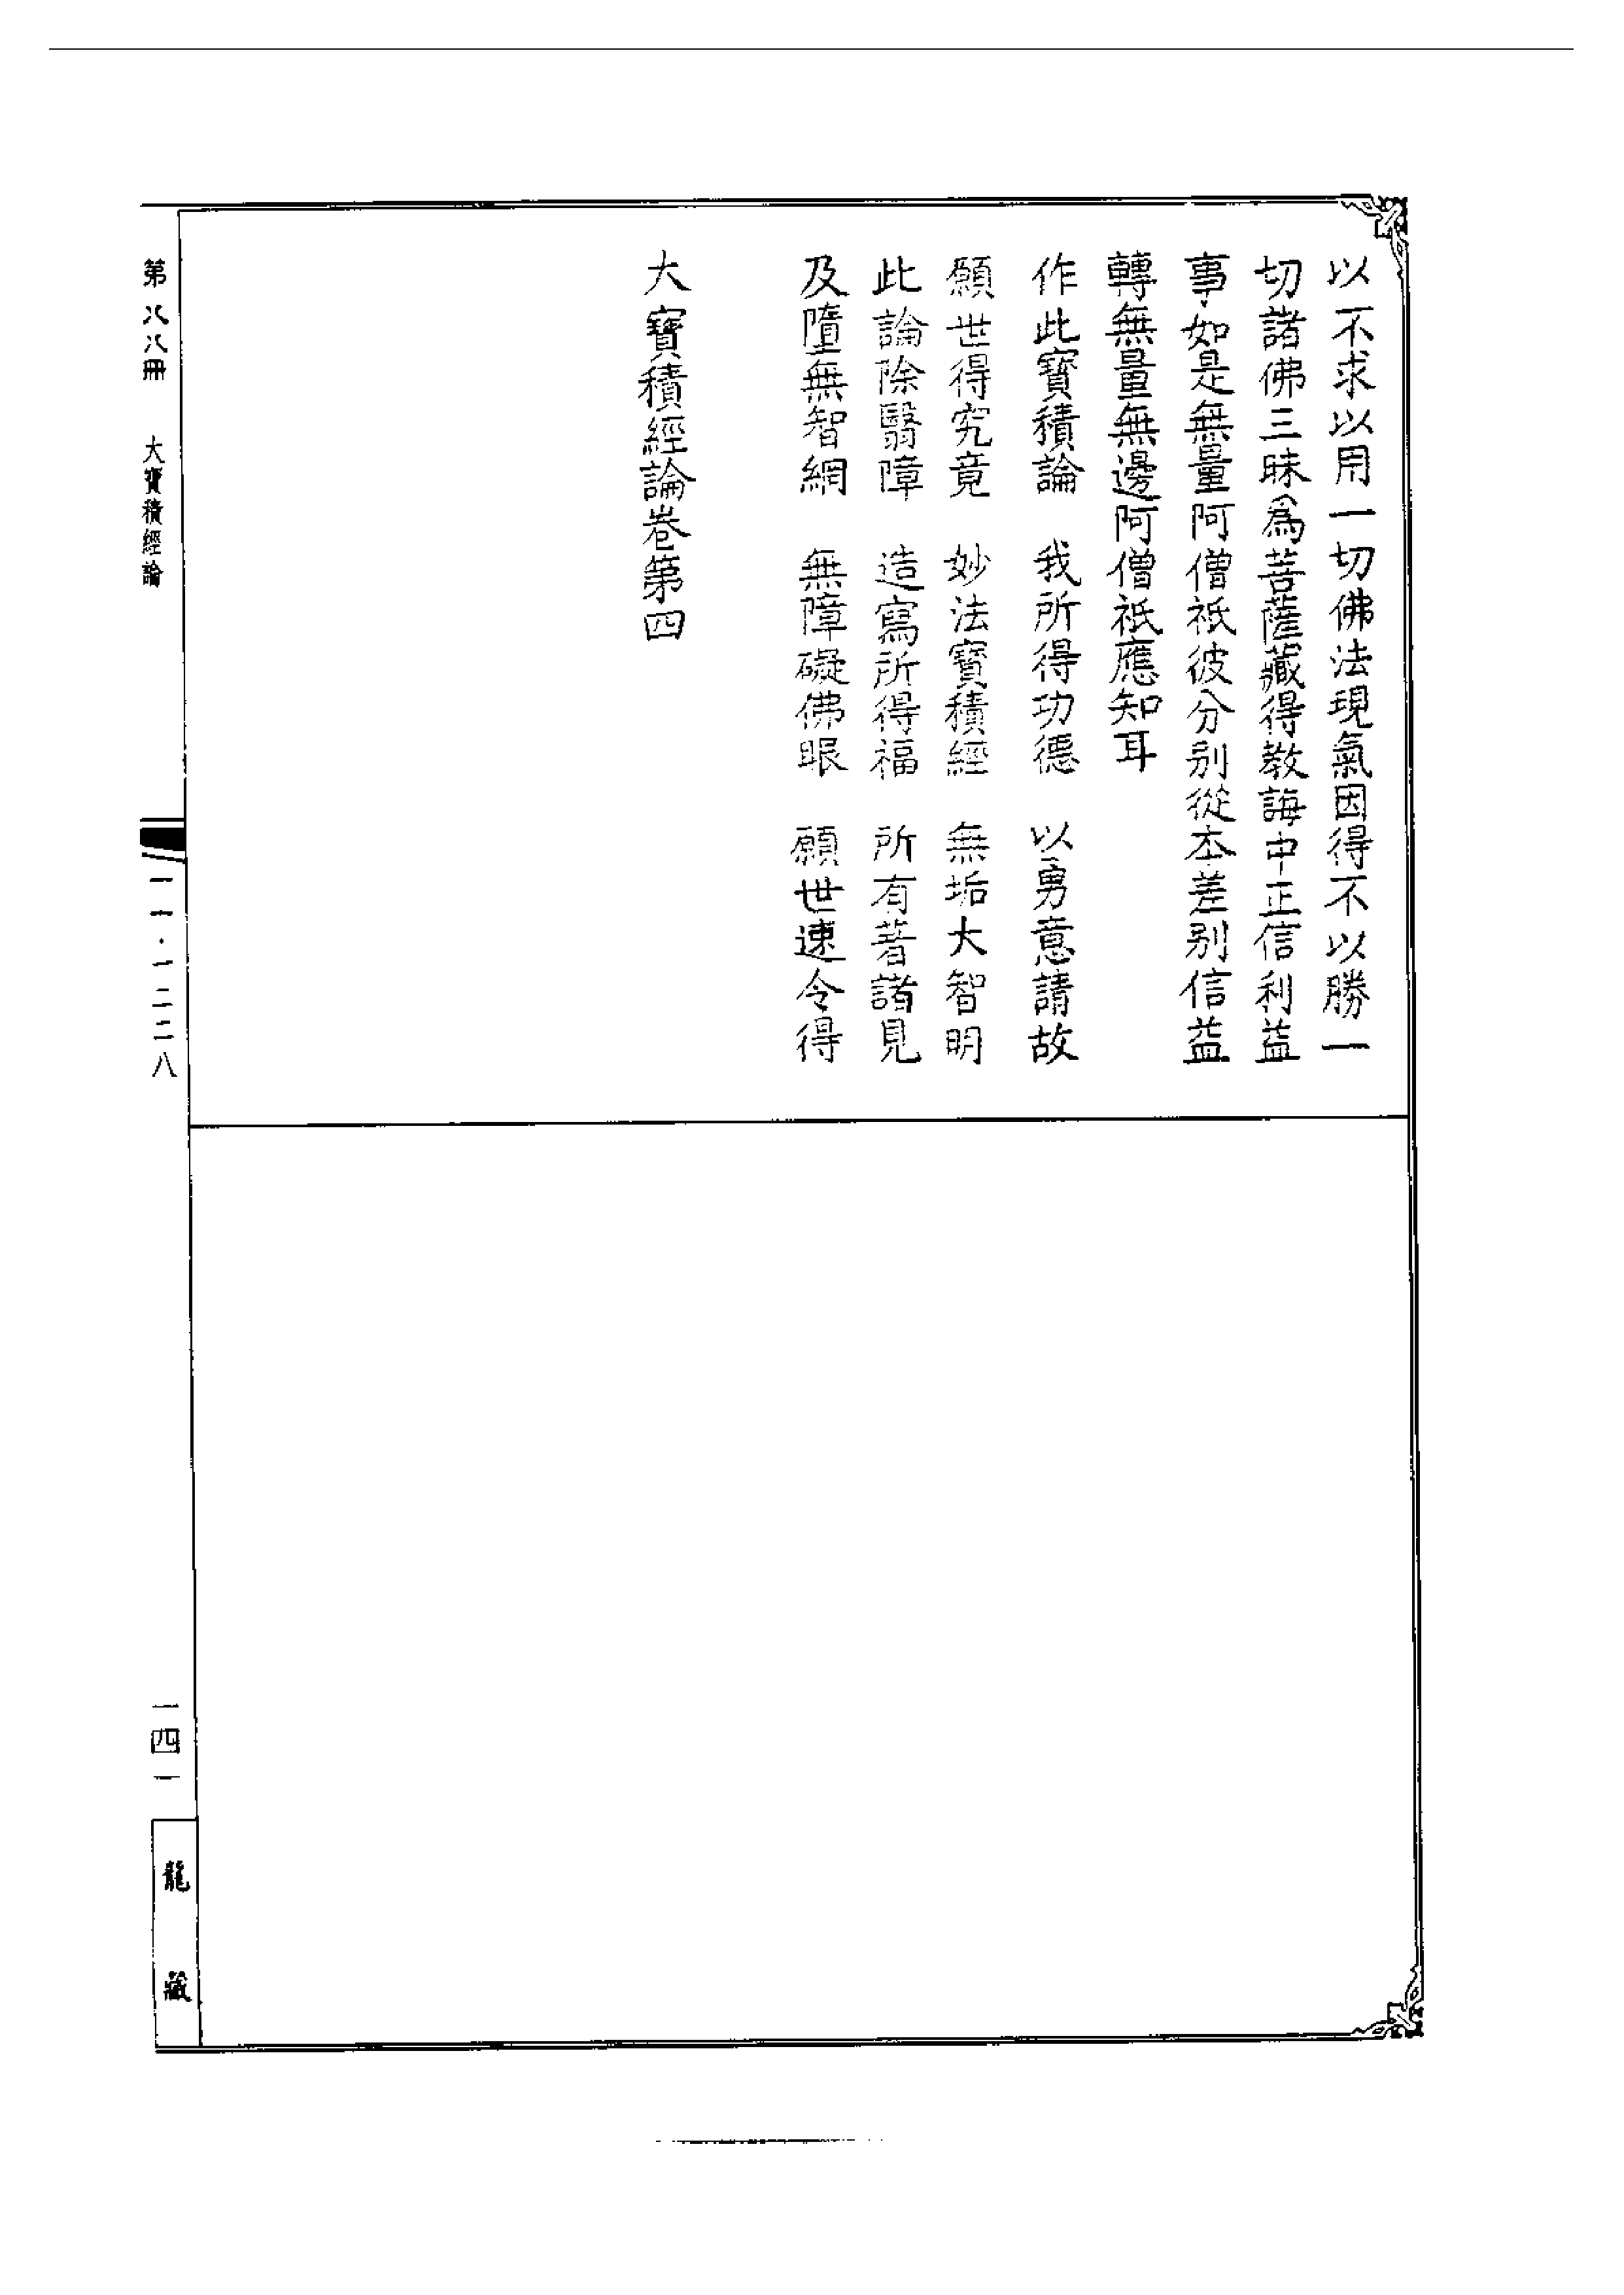 以不求以用一切佛法現氣因得不以勝一
切諸佛三昧為菩薩藏得教誨中正信利益
事如是無量阿僧祇彼分別從本差別信益
轉無量無邊阿僧祇應知耳
作此寶積論　我所得功德　以勇意請故
願世得究竟　妙法寶積經　無垢大智明
此論除翳障　造寫所得福　所有著諸見
及墮無智網　無障礙佛眼　願世速令得
大寶積經論卷第四
第八八冊　大寶積經論
一一·一二二八
一四一
龍藏